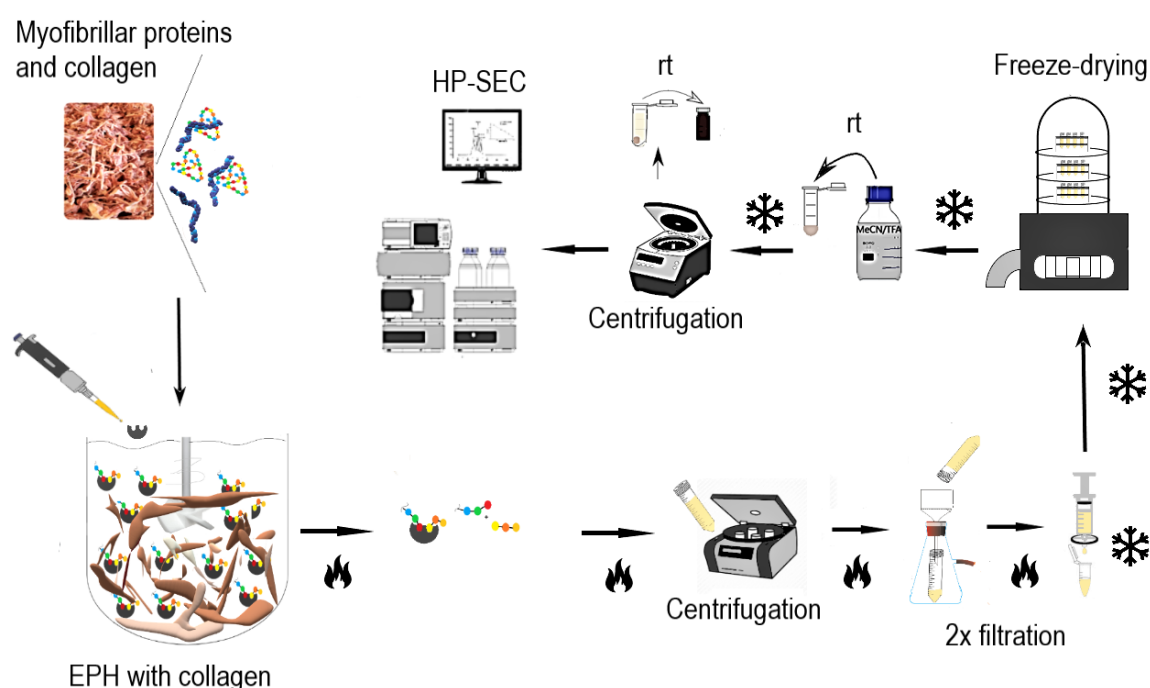 Myofibrillar proteins
and collagen
HP-SEC
rt
rt
Freeze-drying
MeCN/TFA
Centrifugation
Centrifugation
2x filtration
EPH with collagen